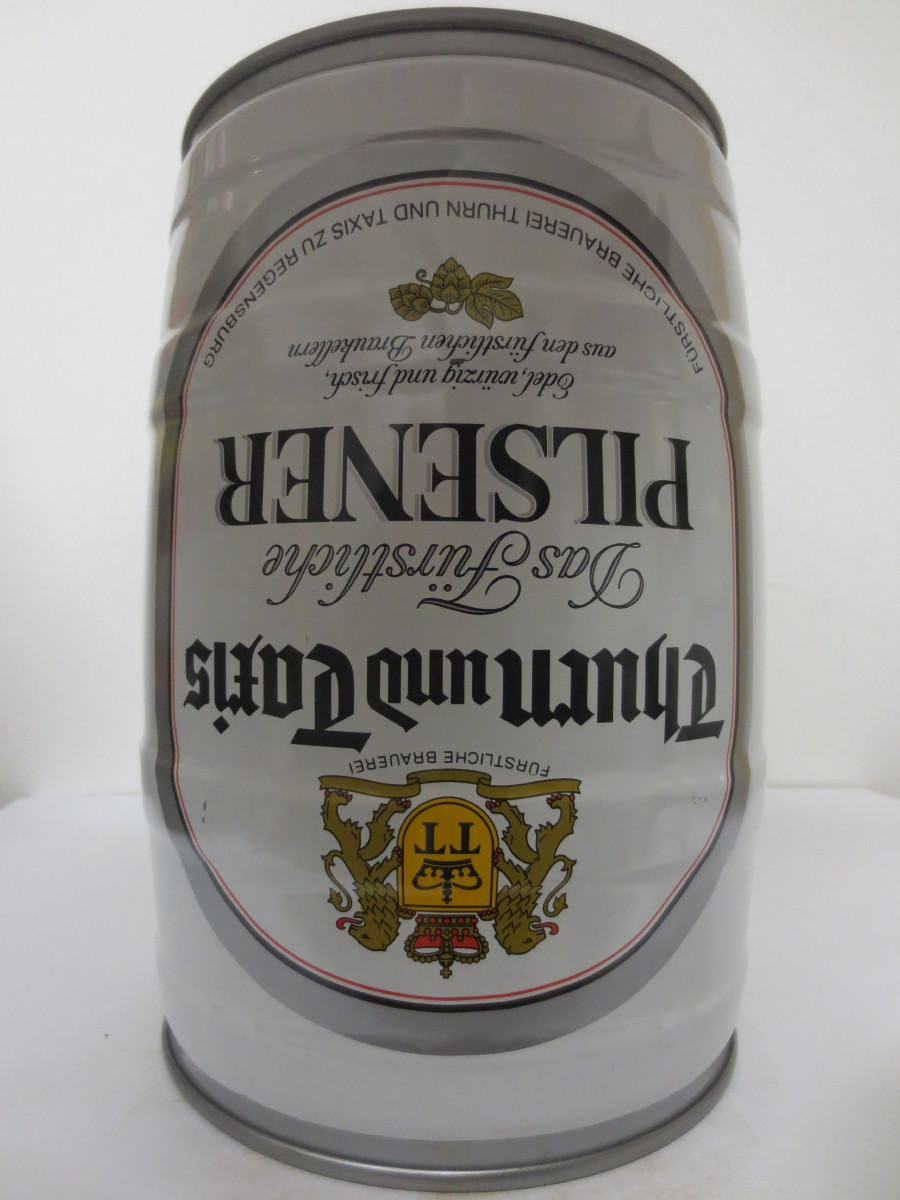 TT
FÜRSTLICHE BRAUEREI
Thurn und Taxis
Das Fürstliche
PILSENER
Edel, würzig und frisch,
aus den fürstlichen Braukellern
FÜRSTLICHE BRAUEREI THURN UND TAXIS ZU REGENSBURG